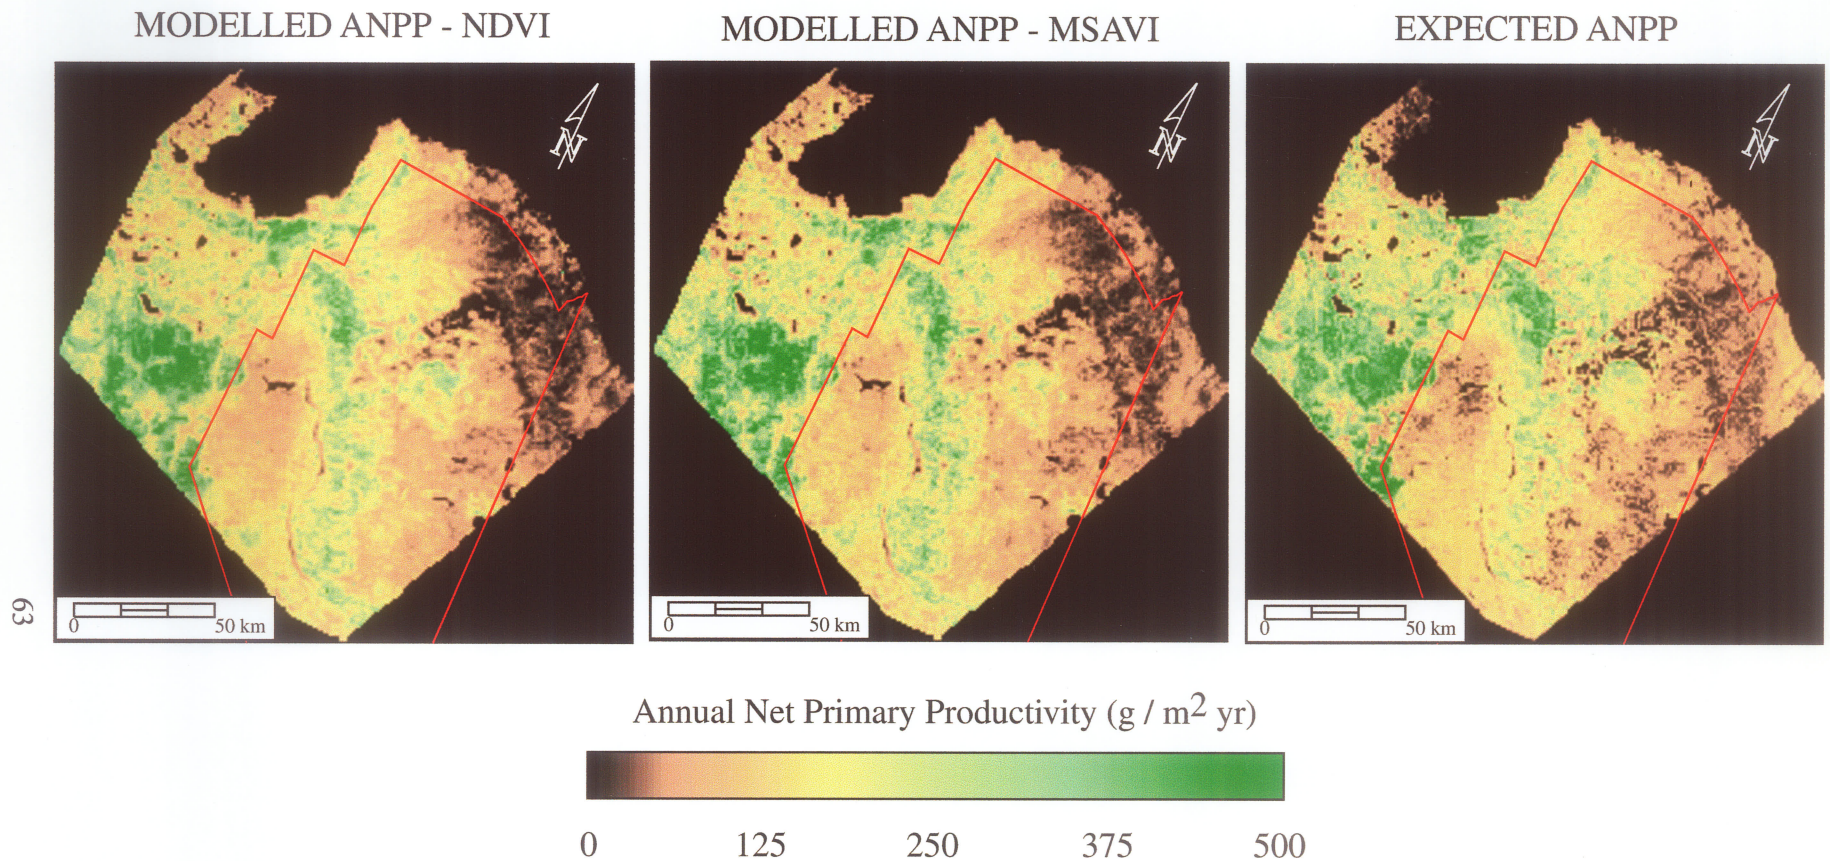 MODELLED ANPP - NDVI
MODELLED ANPP - MSAVI
EXPECTED ANPP
N
N
N
0 50 km
0 50 km
0 50 km
63
Annual Net Primary Productivity (g / m2 yr)
0 125 250 375 500